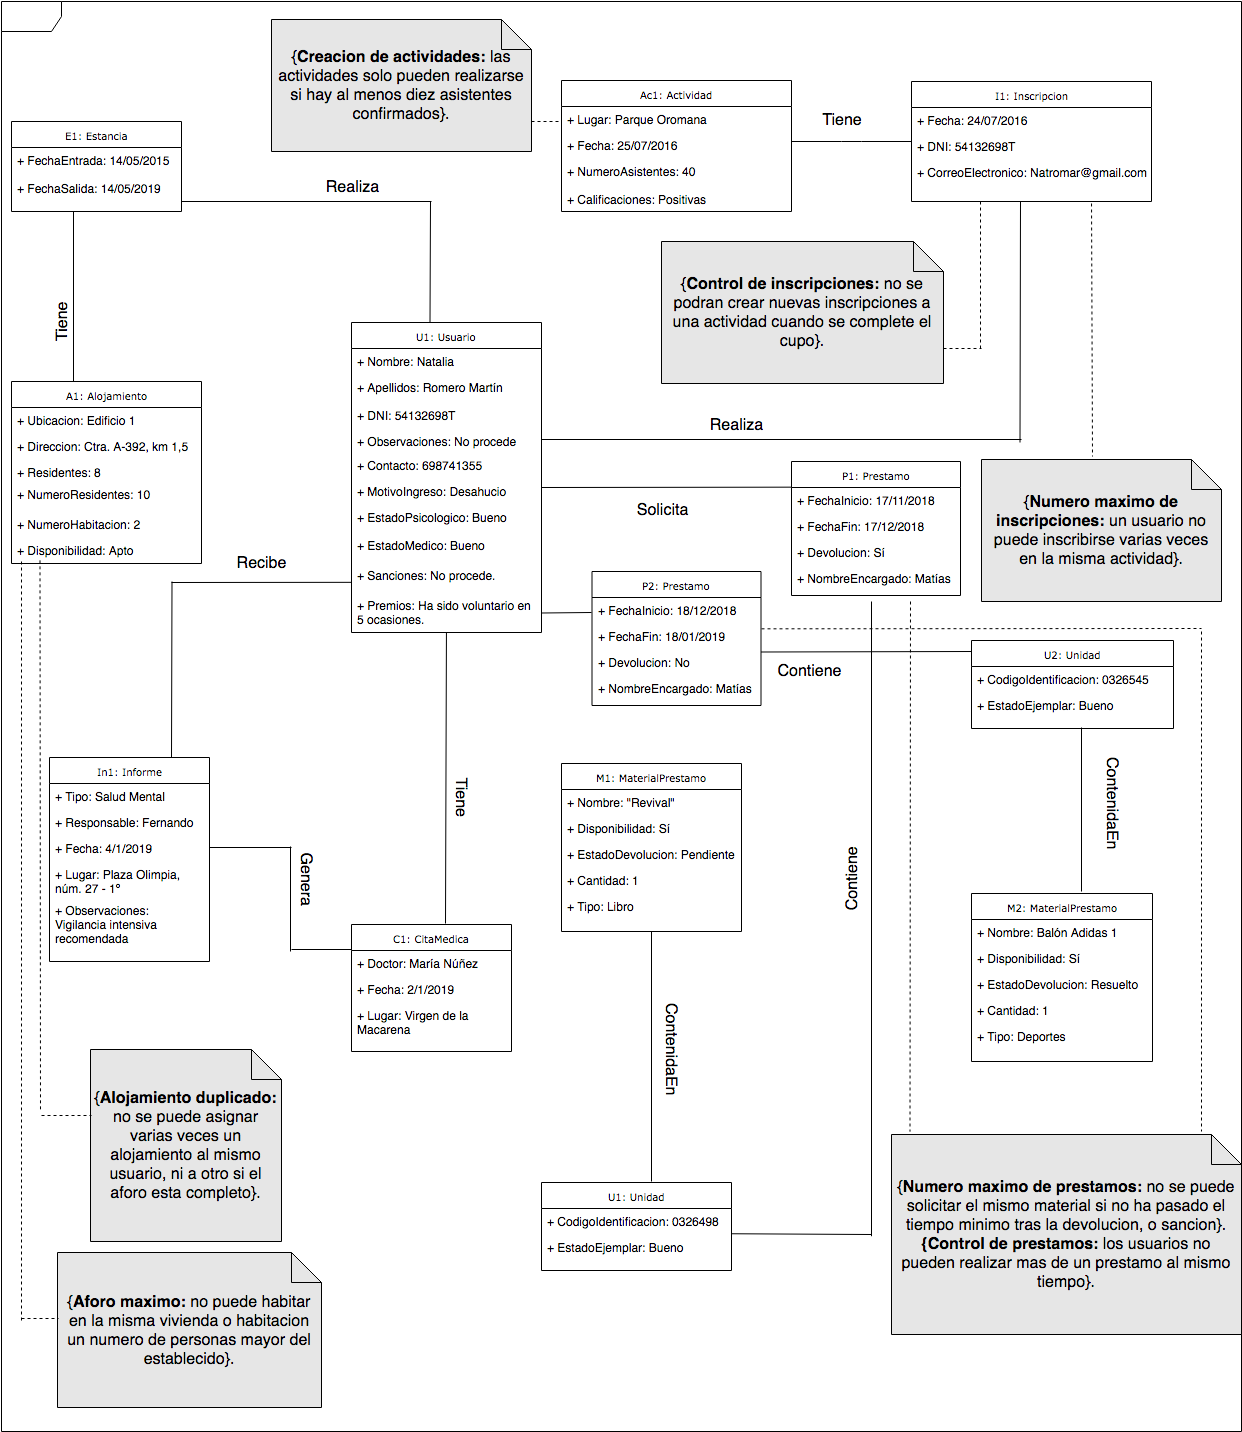 {Creacion de actividades: las
actividades solo pueden realizarse
si hay al menos diez asistentes
confirmados}.
Ac1: Actividad
+ Lugar: Parque Oromana
+ Fecha: 25/07/2016
+ NumeroAsistentes: 40
+ Calificaciones: Positivas
Tiene
I1: Inscripcion
+ Fecha: 24/07/2016
+ DNI: 54132698T
+ CorreoElectronico: Natromar@gmail.com
E1: Estancia
+ FechaEntrada: 14/05/2015
+ FechaSalida: 14/05/2019
Realiza
{Control de inscripciones: no se
podran crear nuevas inscripciones a
una actividad cuando se complete el
cupo}.
Tiene
U1: Usuario
+ Nombre: Natalia
+ Apellidos: Romero Martín
+ DNI: 54132698T
+ Observaciones: No procede
+ Contacto: 698741355
+ MotivoIngreso: Desahucio
+ EstadoPsicologico: Bueno
+ EstadoMedico: Bueno
+ Sanciones: No procede.
+ Premios: Ha sido voluntario en
5 ocasiones.
A1: Alojamiento
+ Ubicacion: Edificio 1
+ Direccion: Ctra. A-392, km 1,5
+ Residentes: 8
+ NumeroResidentes: 10
+ NumeroHabitacion: 2
+ Disponibilidad: Apto
Realiza
Solicita
P1: Prestamo
+ FechaInicio: 17/11/2018
+ FechaFin: 17/12/2018
+ Devolucion: Sí
+ NombreEncargado: Matías
{Numero maximo de
inscripciones: un usuario no
puede inscribirse varias veces
en la misma actividad}.
Recibe
P2: Prestamo
+ FechaInicio: 18/12/2018
+ FechaFin: 18/01/2019
+ Devolucion: No
+ NombreEncargado: Matías
Contiene
U2: Unidad
+ CodigoIdentificacion: 0326545
+ EstadoEjemplar: Bueno
In1: Informe
+ Tipo: Salud Mental
+ Responsable: Fernando
+ Fecha: 4/1/2019
+ Lugar: Plaza Olimpia,
núm. 27 - 1º
+ Observaciones:
Vigilancia intensiva
recomendada
Genera
Tiene
C1: CitaMedica
+ Doctor: María Núñez
+ Fecha: 2/1/2019
+ Lugar: Virgen de la
Macarena
M1: MaterialPrestamo
+ Nombre: "Revival"
+ Disponibilidad: Sí
+ EstadoDevolucion: Pendiente
+ Cantidad: 1
+ Tipo: Libro
Contiene
ContenidaEn
M2: MaterialPrestamo
+ Nombre: Balón Adidas 1
+ Disponibilidad: Sí
+ EstadoDevolucion: Resuelto
+ Cantidad: 1
+ Tipo: Deportes
ContenidaEn
{Alojamiento duplicado:
no se puede asignar
varias veces un
alojamiento al mismo
usuario, ni a otro si el
aforo esta completo}.
U1: Unidad
+ CodigoIdentificacion: 0326498
+ EstadoEjemplar: Bueno
{Numero maximo de prestamos: no se puede
solicitar el mismo material si no ha pasado el
tiempo minimo tras la devolucion, o sancion}.
{Control de prestamos: los usuarios no
pueden realizar mas de un prestamo al mismo
tiempo}.
{Aforo maximo: no puede habitar
en la misma vivienda o habitacion
un numero de personas mayor del
establecido}.